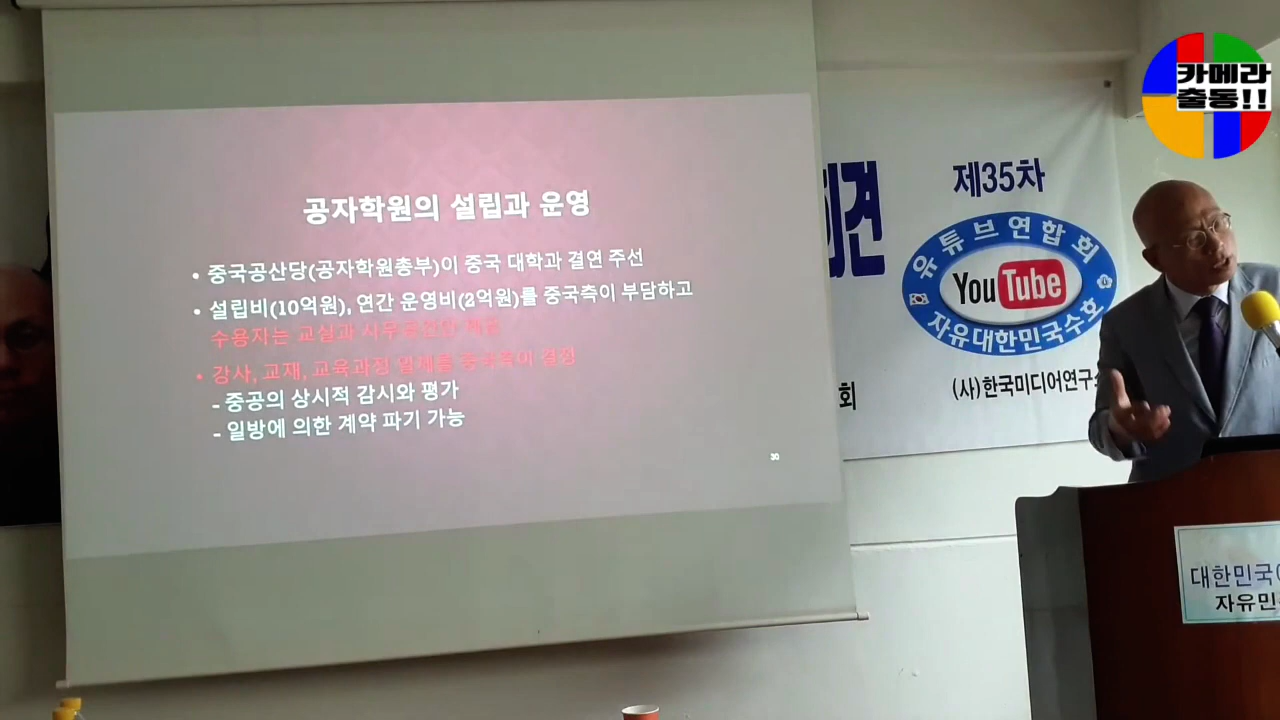 카메라
출동!!
공자학원의 설립과 운영
• 중국공산당(공자학원총부)이 중국 대학과 결연 주선
• 설립비(10억원), 연간 운영비(2억원)를 중국측이 부담하고
수용자는 교실과 사무공간만 제공
• 강사, 교재, 교육과정 일체를 중국측이 결정
- 중공의 상시적 감시와 평가
- 일방에 의한 계약 파기 가능
30
회견
제35차
유튜브연합회
YouTube
자유대한민국수호
회
(사)한국미디어연구소
대한민국
자유민